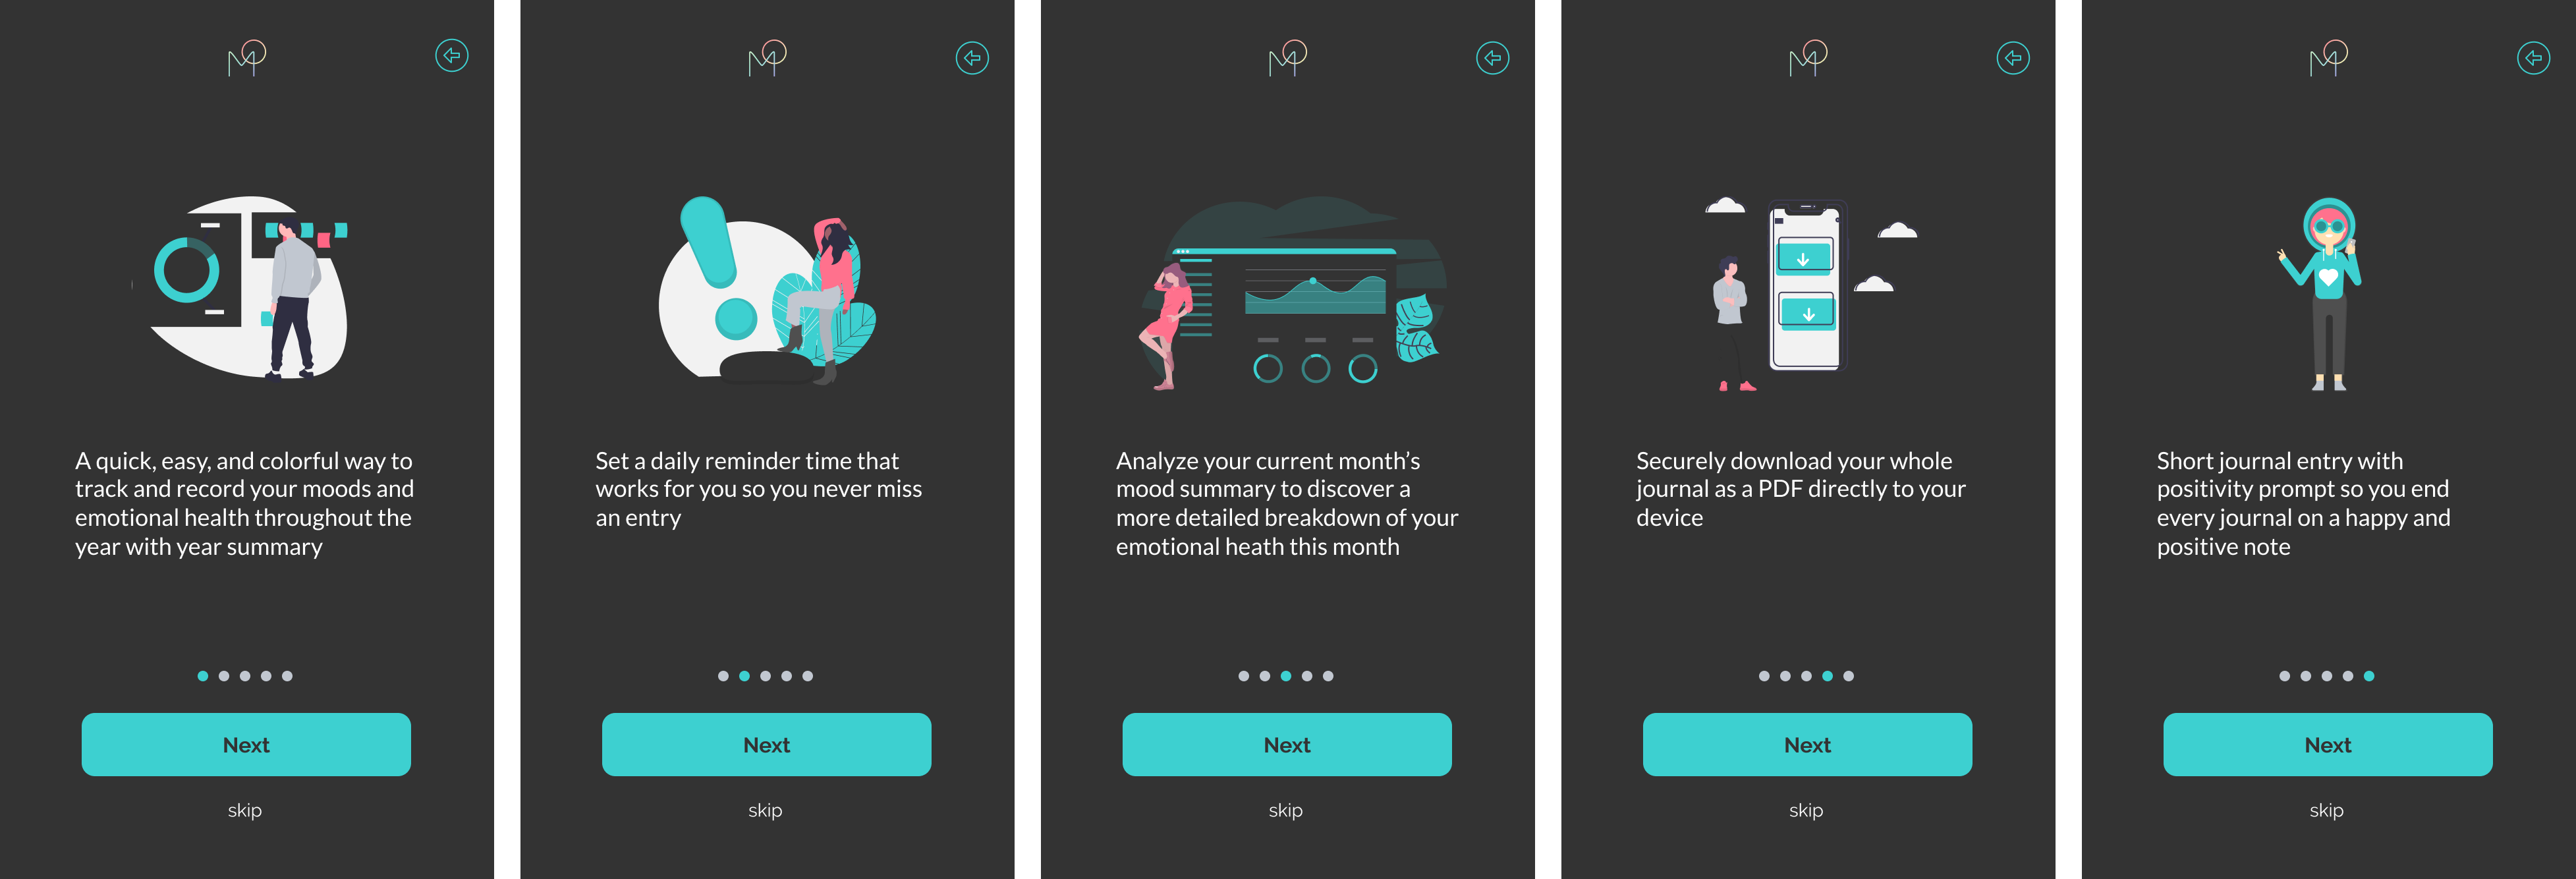 A quick, easy, and colorful way to
track and record your moods and
emotional health throughout the
year with year summary
Next
skip
Set a daily reminder time that
works for you so you never miss
an entry
Next
skip
Analyze your current month’s
mood summary to discover a
more detailed breakdown of your
emotional heath this month
Next
skip
Securely download your whole
journal as a PDF directly to your
device
Next
skip
Short journal entry with
positivity prompt so you end
every journal on a happy and
positive note
Next
skip